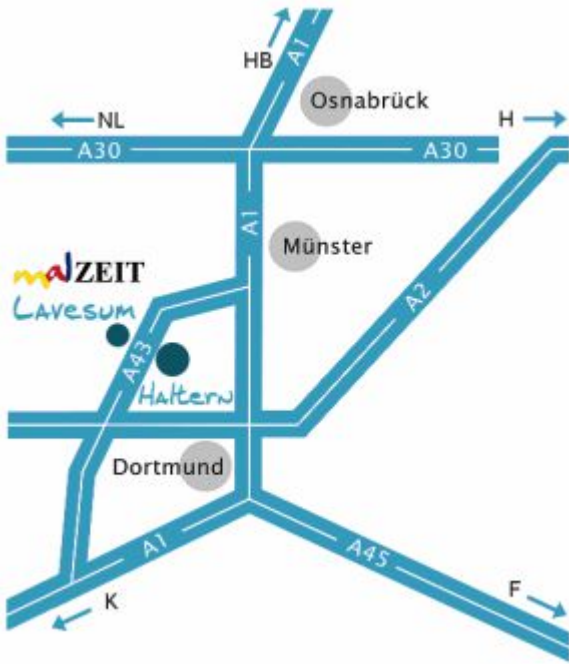 HB
A1
Osnabrück
NL
H
A30
A30
A1
Münster
malZEIT
Lavesum
A2
A43
Haltern
Dortmund
A1
A45
K
F